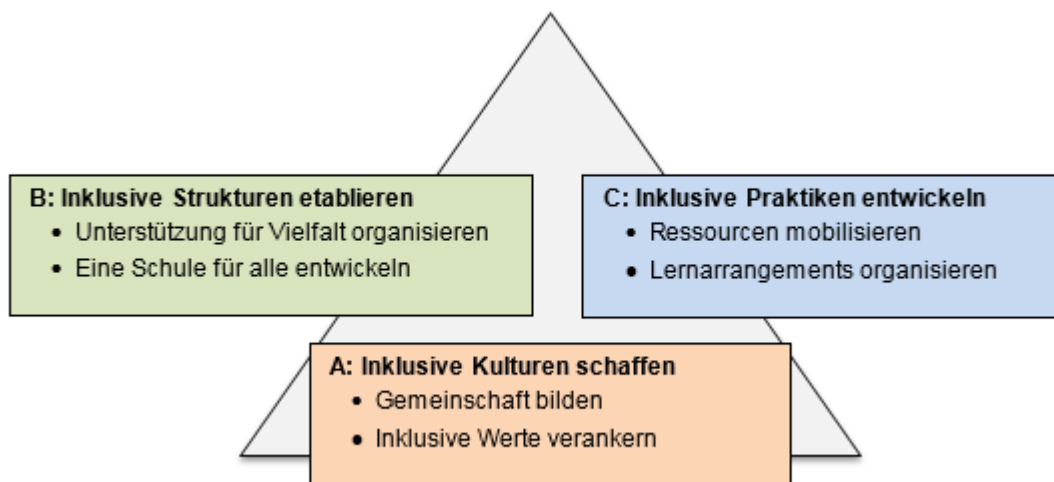 B: Inklusive Strukturen etablieren
• Unterstützung für Vielfalt organisieren
• Eine Schule für alle entwickeln
C: Inklusive Praktiken entwickeln
• Ressourcen mobilisieren
• Lernarrangements organisieren
A: Inklusive Kulturen schaffen
• Gemeinschaft bilden
• Inklusive Werte verankern